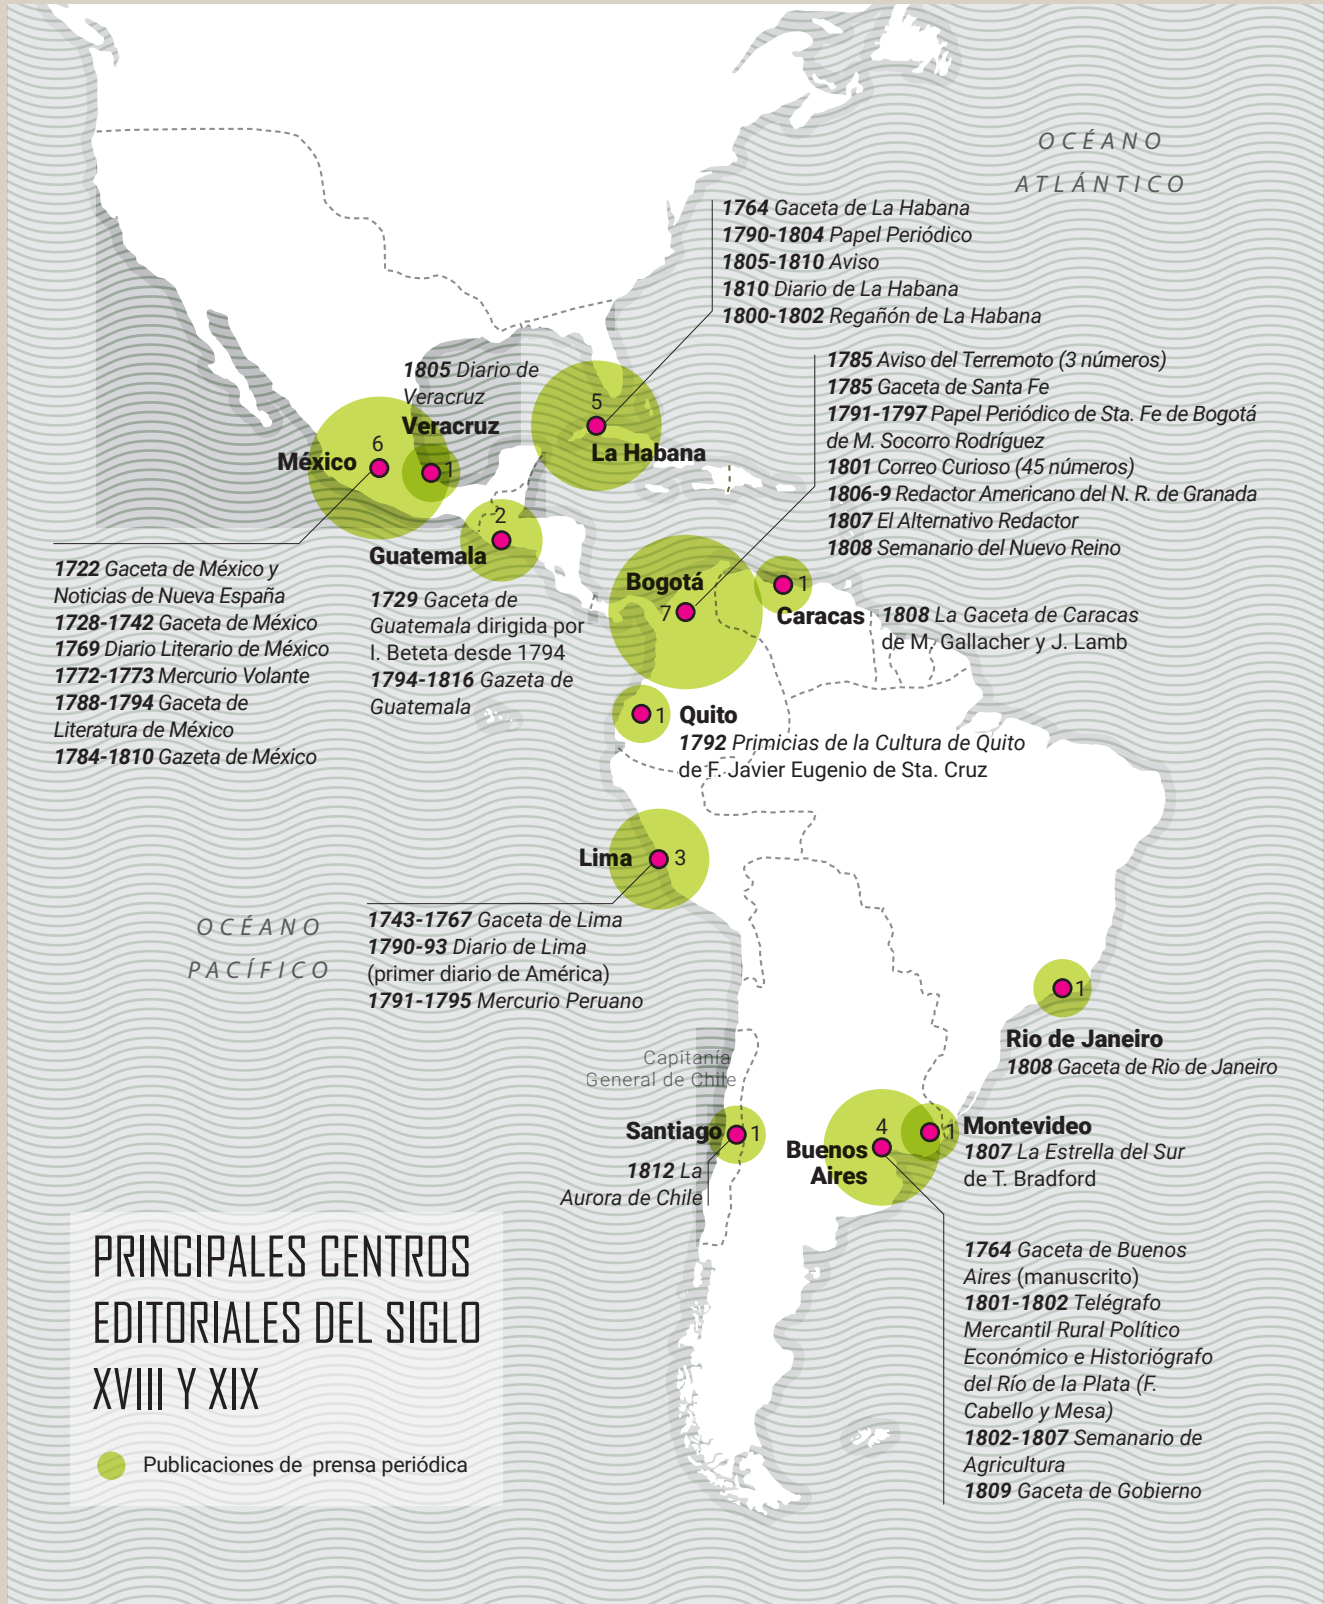 OCÉANO
ATLÁNTICO
1764 Gaceta de La Habana
1790-1804 Papel Periódico
1805-1810 Aviso
1810 Diario de La Habana
1800-1802 Regañón de La Habana
1785 Aviso del Terremoto (3 números)
1785 Gaceta de Santa Fe
1791-1797 Papel Periódico de Sta. Fe de Bogotá
de M. Socorro Rodríguez
1801 Correo Curioso (45 números)
1806-9 Redactor Americano del N. R. de Granada
1807 El Alternativo Redactor
1808 Semanario del Nuevo Reino
1805 Diario de
Veracruz
Veracruz
1
5
La Habana
6
México
2
Guatemala
1722 Gaceta de México y
Noticias de Nueva España
1728-1742 Gaceta de México
1769 Diario Literario de México
1772-1773 Mercurio Volante
1788-1794 Gaceta de
Literatura de México
1784-1810 Gazeta de México
1729 Gaceta de
Guatemala dirigida por
I. Beteta desde 1794
1794-1816 Gazeta de
Guatemala
Bogotá
7
1
Caracas
1808 La Gaceta de Caracas
de M. Gallacher y J. Lamb
1
Quito
1792 Primicias de la Cultura de Quito
de F. Javier Eugenio de Sta. Cruz
Lima
3
1743-1767 Gaceta de Lima
1790-93 Diario de Lima
(primer diario de América)
1791-1795 Mercurio Peruano
OCÉANO
PACÍFICO
1
Rio de Janeiro
1808 Gaceta de Rio de Janeiro
Capitanía
General de Chile
Santiago
1
1812 La
Aurora de Chile
4
Buenos
Aires
1
Montevideo
1807 La Estrella del Sur
de T. Bradford
1764 Gaceta de Buenos
Aires (manuscrito)
1801-1802 Telégrafo
Mercantil Rural Político
Económico e Historiógrafo
del Río de la Plata (F.
Cabello y Mesa)
1802-1807 Semanario de
Agricultura
1809 Gaceta de Gobierno
PRINCIPALES CENTROS
EDITORIALES DEL SIGLO
XVIII Y XIX
Publicaciones de prensa periódica